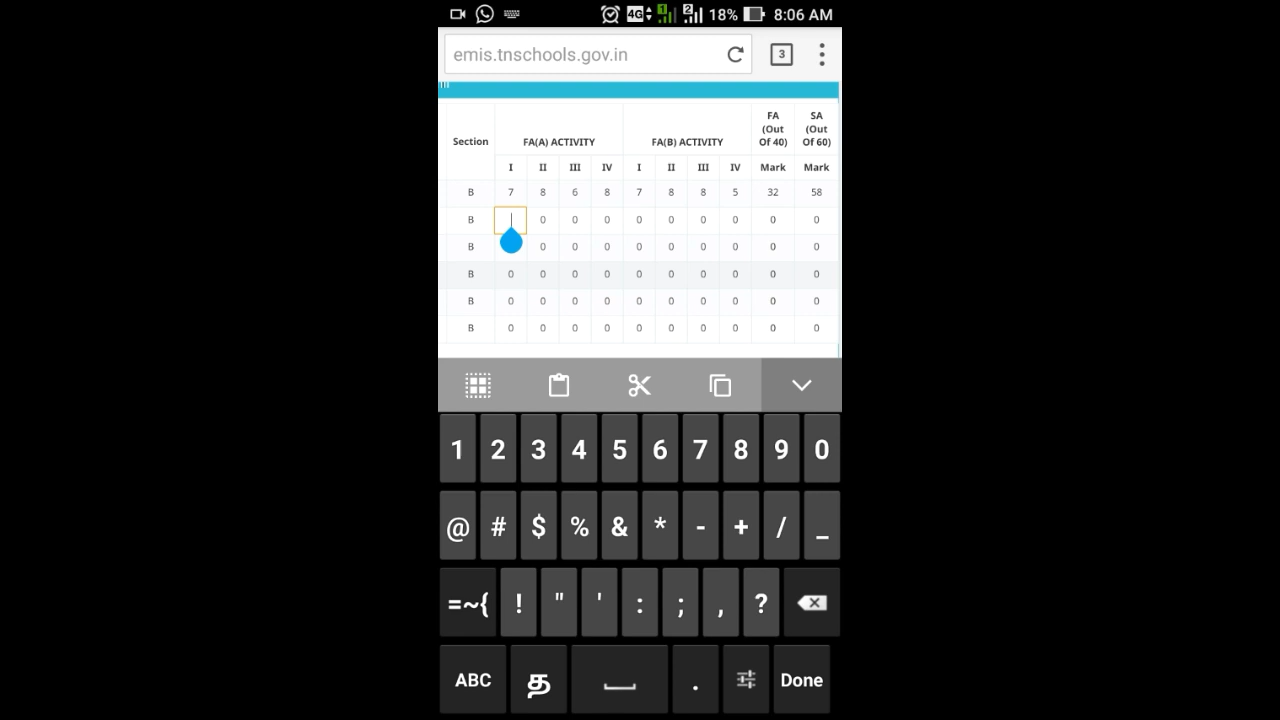 4G 1 2 18% 8:06 AM
emis.tnschools.gov.in 3
Section FA(A) ACTIVITY FA(B) ACTIVITY FA (Out Of 40) SA (Out Of 60)
I II III IV I II III IV Mark Mark
B 7 8 6 8 7 8 8 5 32 58
B 0 0 0 0 0 0 0 0 0
B 0 0 0 0 0 0 0 0 0
B 0 0 0 0 0 0 0 0 0 0
B 0 0 0 0 0 0 0 0 0 0
B 0 0 0 0 0 0 0 0 0 0
1 2 3 4 5 6 7 8 9 0
@ # $ % & * - + / _
=~{ ! " ' : ; , ?
ABC த . Done